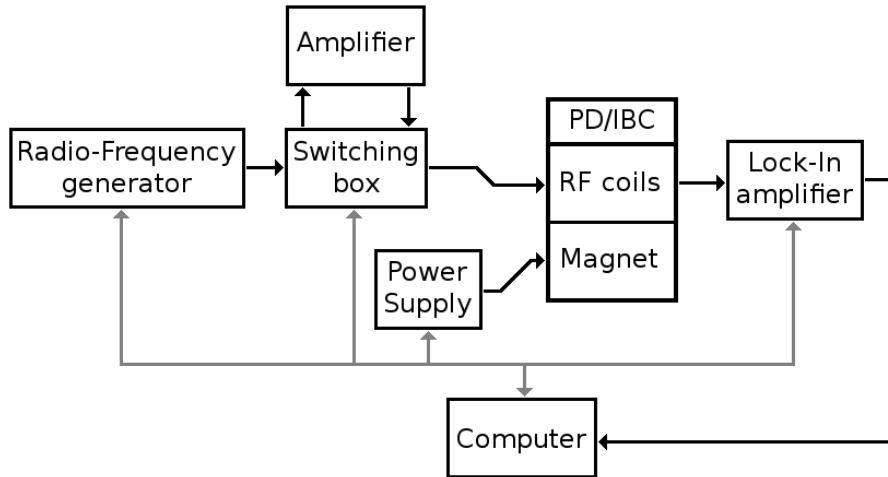 Amplifier
Radio-Frequency
generator
Switching
box
PD/IBC
RF coils
Magnet
Lock-In
amplifier
Power
Supply
Computer